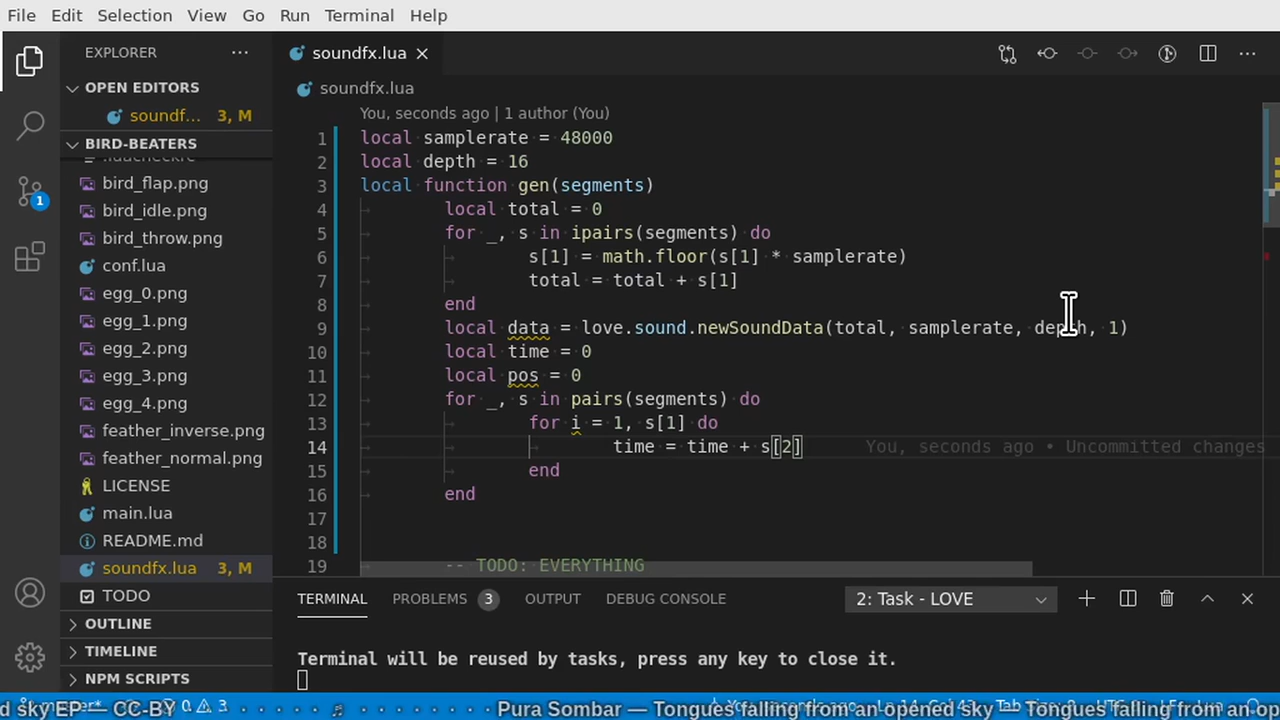 File Edit Selection View Go Run Terminal Help
EXPLORER ···
OPEN EDITORS
soundf... 3, M
BIRD-BEATERS
.luacheckrc
bird_flap.png
bird_idle.png
bird_throw.png
conf.lua
egg_0.png
egg_1.png
egg_2.png
egg_3.png
egg_4.png
feather_inverse.png
feather_normal.png
LICENSE
main.lua
README.md
soundfx.lua 3, M
TODO
OUTLINE
TIMELINE
NPM SCRIPTS
1
soundfx.lua
soundfx.lua
You, seconds ago | 1 author (You)
1 local samplerate = 48000
2 local depth = 16
3 local function gen(segments)
4 local total = 0
5 for _, s in ipairs(segments) do
6 s[1] = math.floor(s[1] * samplerate)
7 total = total + s[1]
8 end
9 local data = love.sound.newSoundData(total, samplerate, depth, 1)
10 local time = 0
11 local pos = 0
12 for _, s in pairs(segments) do
13 for i = 1, s[1] do
14 time = time + s[2] You, seconds ago • Uncommitted changes
15 end
16 end
17
18
19 -- TODO: EVERYTHING
TERMINAL PROBLEMS 3 OUTPUT DEBUG CONSOLE 2: Task - LOVE
Terminal will be reused by tasks, press any key to close it.
d sky EP — CC-BY Pura Sombar — Tongues falling from an opened sky — Tongues falling from an op